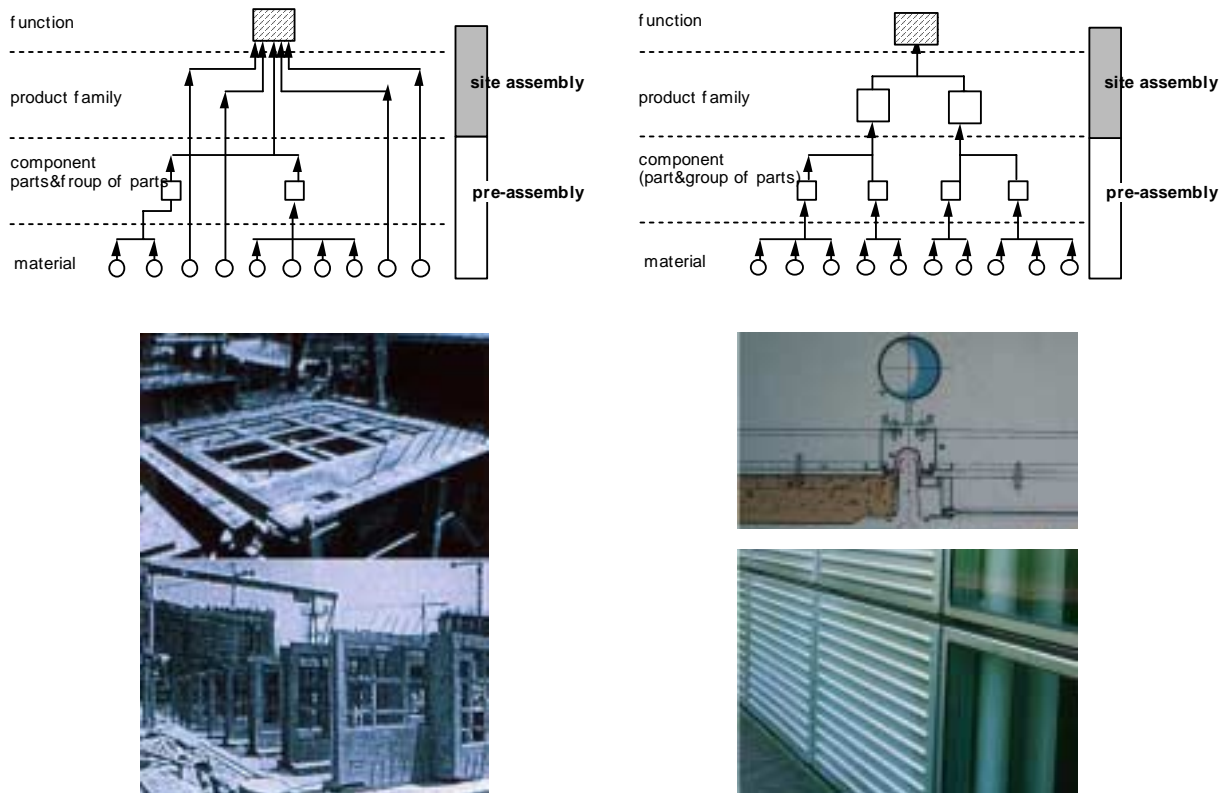 function
product family
component
parts&froup of parts
material
site assembly
pre-assembly
function
product family
component
(part&group of parts)
material
site assembly
pre-assembly